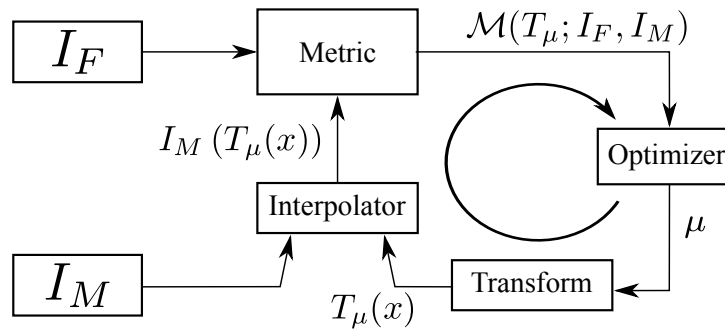 I_F
Metric
M(T_μ; I_F, I_M)
I_M (T_μ(x))
Optimizer
Interpolator
μ
I_M
Transform
T_μ(x)